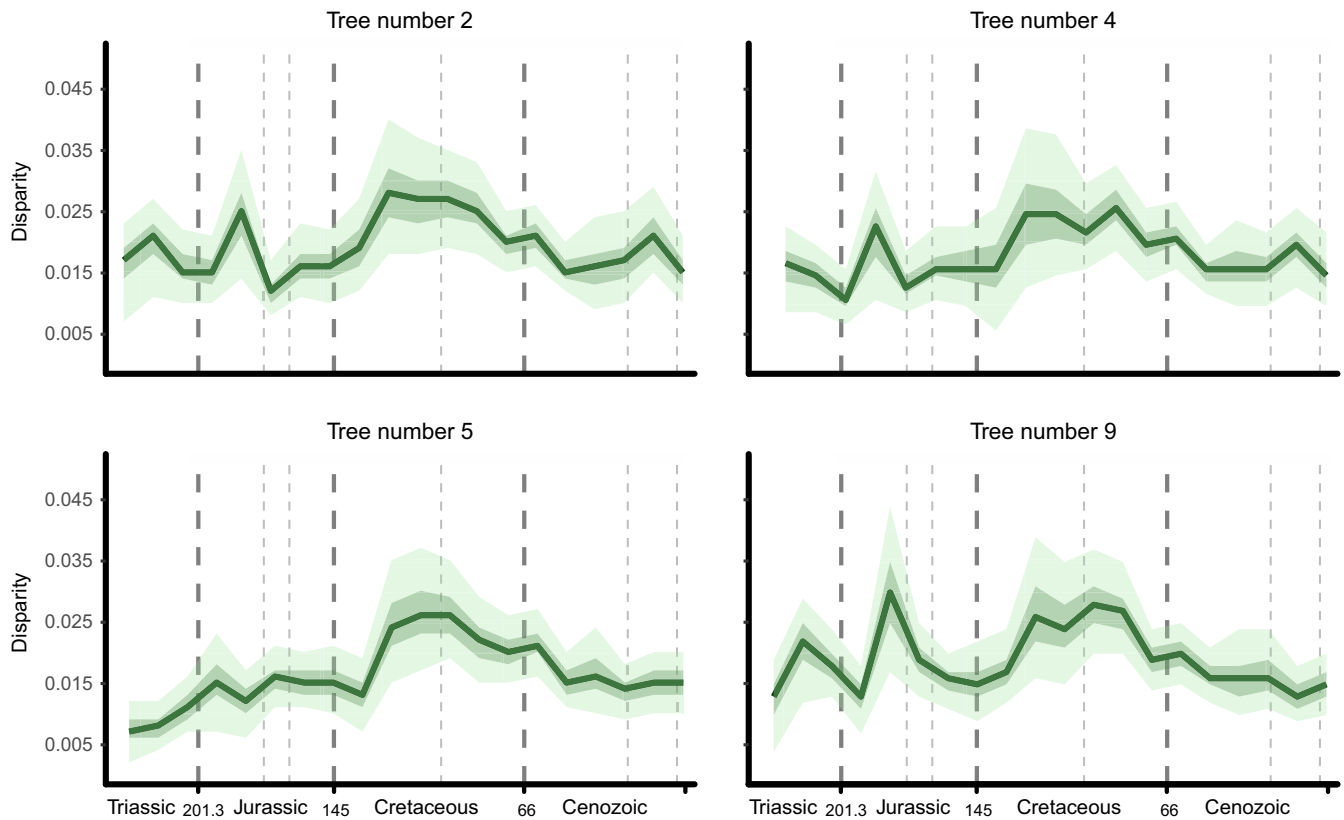 Tree number 2
Tree number 4
Disparity
0.045
0.035
0.025
0.015
0.005
Tree number 5
Tree number 9
Disparity
0.045
0.035
0.025
0.015
0.005
Triassic 201.3 Jurassic 145 Cretaceous 66 Cenozoic
Triassic 201.3 Jurassic 145 Cretaceous 66 Cenozoic